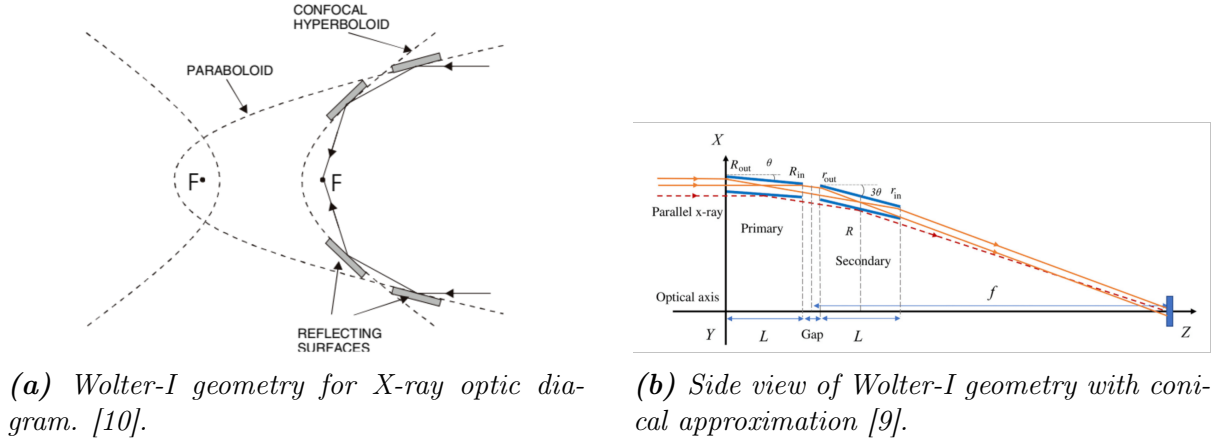 CONFOCAL
HYPERBOLOID
PARABOLOID
F
F
REFLECTING
SURFACES
X
R_out
θ
R_in
r_out
3θ
r_in
Parallel x-ray
R
Primary
Secondary
f
Optical axis
Y
L
Gap
L
Z
(a) Wolter-I geometry for X-ray optic dia-
gram. [10].
(b) Side view of Wolter-I geometry with coni-
cal approximation [9].